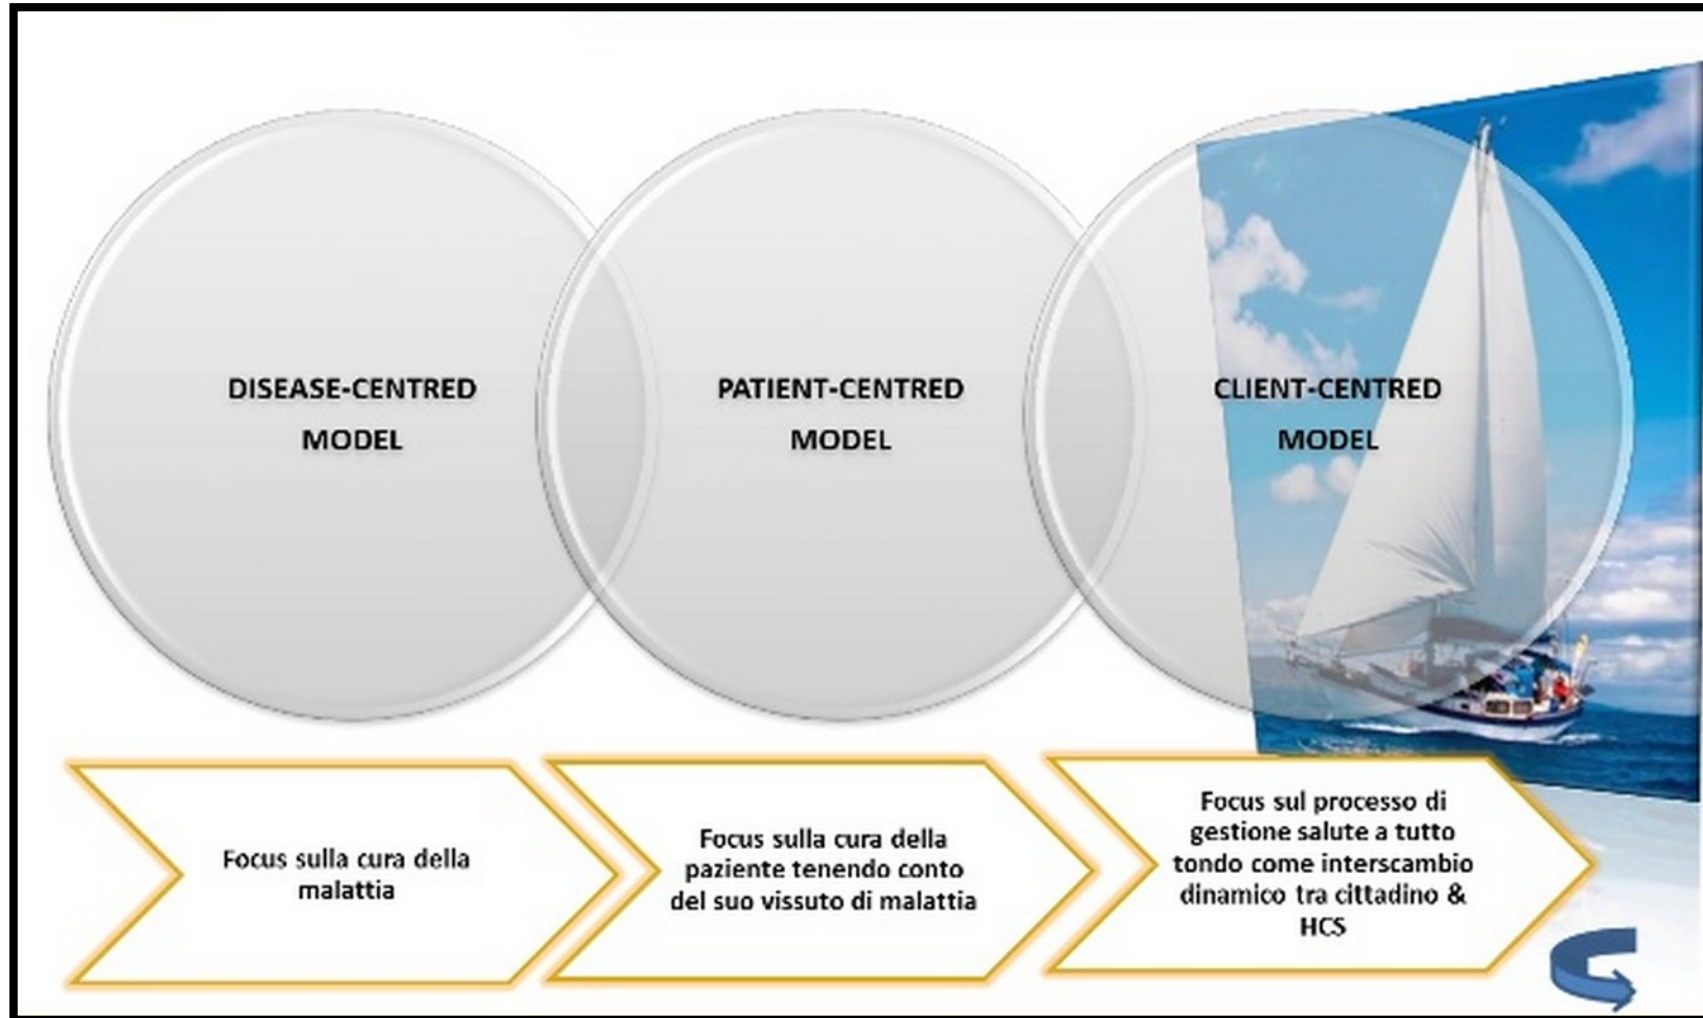 DISEASE-CENTRED
MODEL
PATIENT-CENTRED
MODEL
CLIENT-CENTRED
MODEL
Focus sulla cura della
malattia
Focus sulla cura della
paziente tenendo conto
del suo vissuto di malattia
Focus sul processo di
gestione salute a tutto
tondo come interscambio
dinamico tra cittadino &
HCS